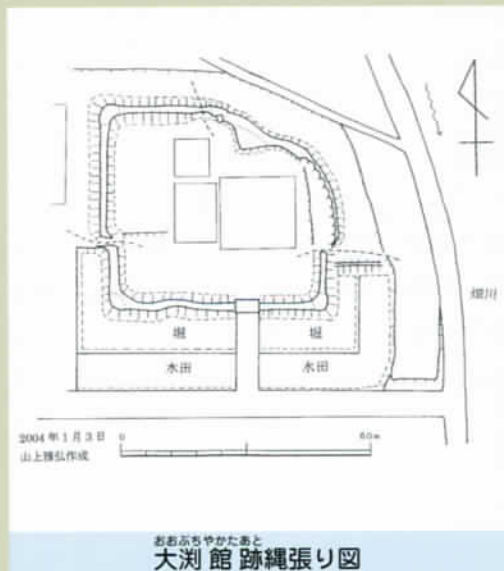 畑川
堀
堀
水田
水田
2004年1月3日
山上雅弘作成
0
60m
おおぶちやかたあと
大渕館跡縄張り図